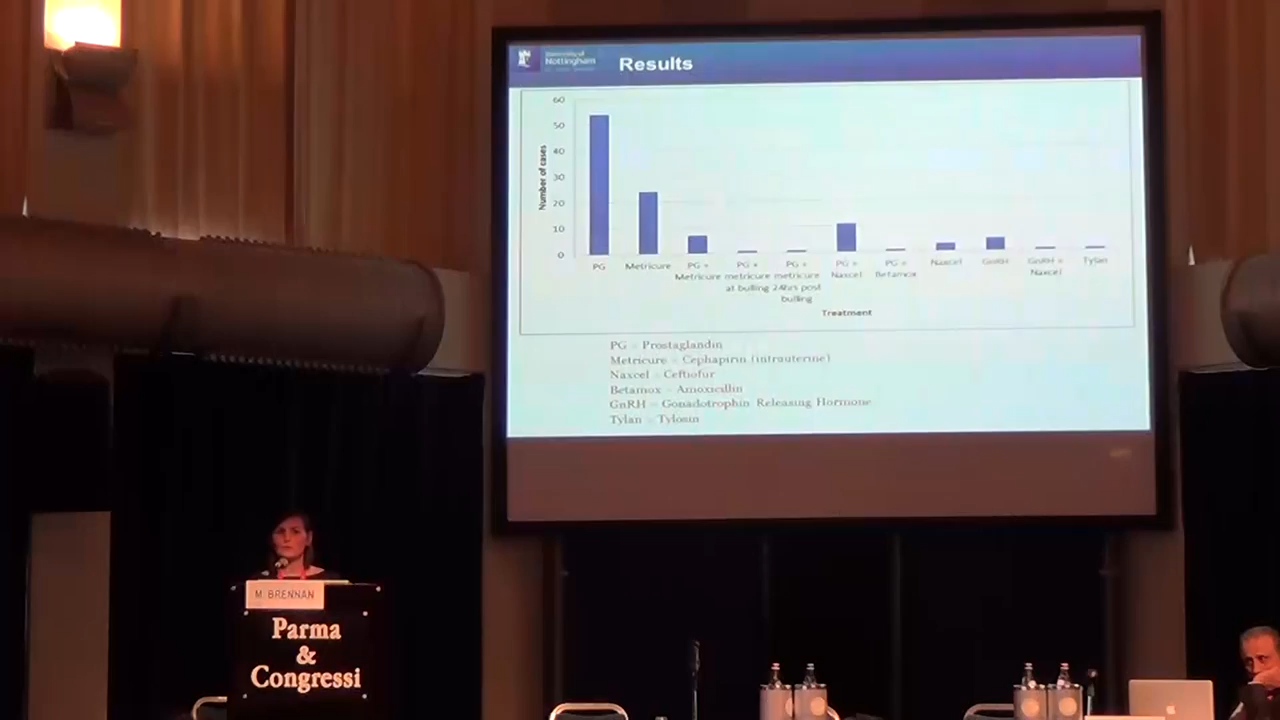 University of
Nottingham
Results
60
50
40
30
20
10
0
Number of cases
PG
Metricure
PG +
Metricure
PG +
metricure
at bulling
PG +
metricure
24hrs post
bulling
PG +
Naxcel
PG +
Betamox
Naxcel
GnRH
GnRH +
Naxcel
Tylan
Treatment
PG = Prostaglandin
Metricure = Cephapirin (intrauterine)
Naxcel = Ceftiofur
Betamox = Amoxicillin
GnRH = Gonadotrophin Releasing Hormone
Tylan = Tylosin
M. BRENNAN
Parma
&
Congressi